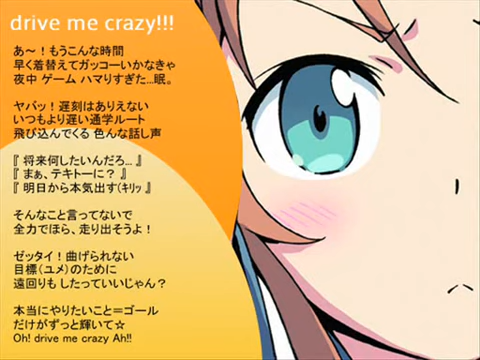 drive me crazy!!!
あ～！もうこんな時間
早く着替えてガッコーいかなきゃ
夜中 ゲーム ハマりすぎた...眠。
ヤバッ！遅刻はありえない
いつもより遅い通学ルート
飛び込んでくる 色んな話し声
『 将来何したいんだろ... 』
『 まぁ、テキトーに？ 』
『 明日から本気出す(ｷﾘｯ 』
そんなこと言ってないで
全力でほら、走り出そうよ！
ゼッタイ！曲げられない
目標(ユメ)のために
遠回りも したっていいじゃん？
本当にやりたいこと＝ゴール
だけがずっと輝いて☆
Oh! drive me crazy Ah!!